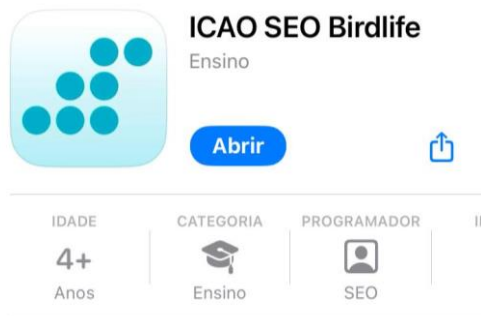 ICAO SEO Birdlife
Ensino
Abrir
IDADE CATEGORIA PROGRAMADOR
4+
Anos Ensino SEO